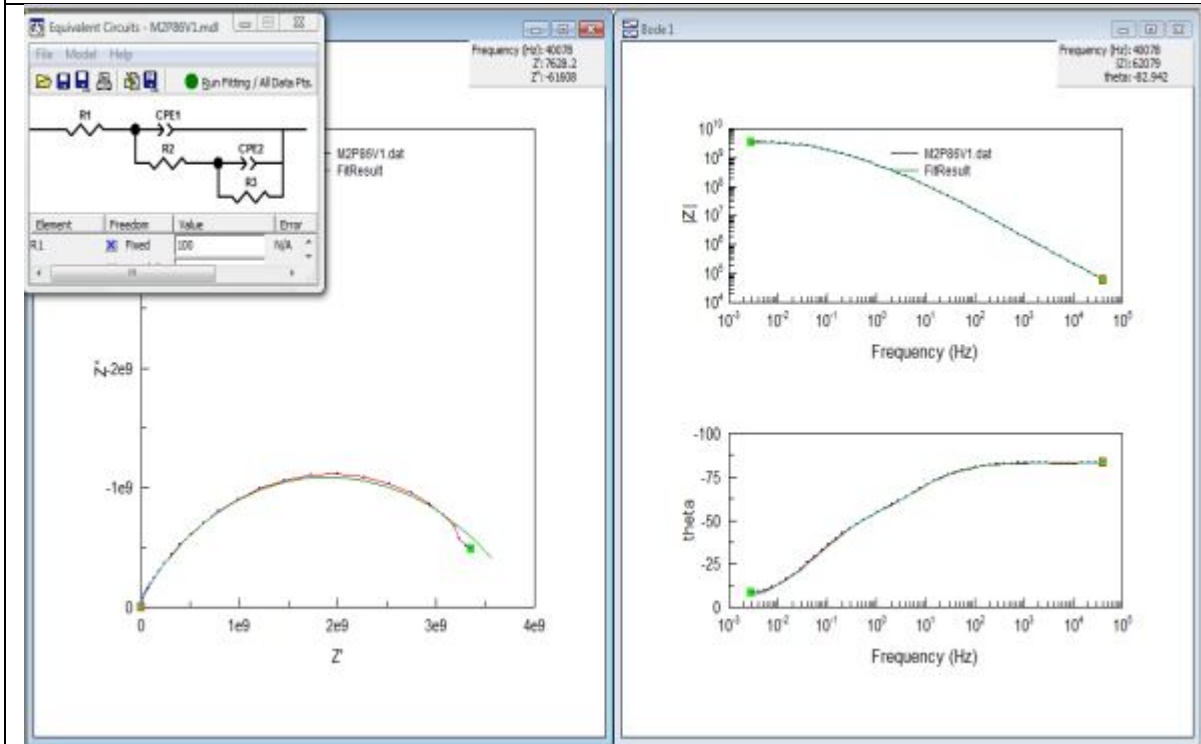 Equivalent Circuits - M2P86V1.mdl
File Model Help
Run Fitting / All Data Pts.
R1
CPE1
R2
CPE2
R3
Element Freedom Value Error
R1 Fixed 100 N/A
Frequency (Hz): 40078
Z': 7628.2
Z'': -61608
M2P86V1.dat
FitResult
Z''
-2e9
-1e9
0
0 1e9 2e9 3e9 4e9
Z'
Bode 1
Frequency (Hz): 40078
|Z|: 62079
theta: -82.942
M2P86V1.dat
FitResult
|Z|
10^10
10^9
10^8
10^7
10^6
10^5
10^4
10^-3 10^-2 10^-1 10^0 10^1 10^2 10^3 10^4 10^5
Frequency (Hz)
theta
-100
-75
-50
-25
0
10^-3 10^-2 10^-1 10^0 10^1 10^2 10^3 10^4 10^5
Frequency (Hz)